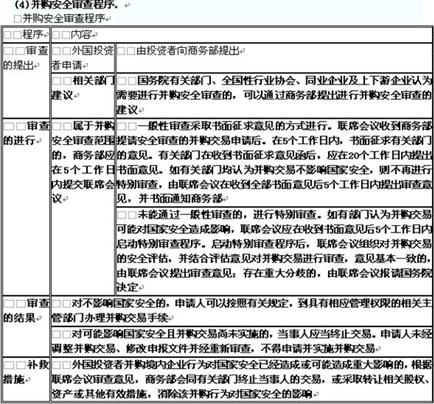 (4)并购安全审查程序。
□并购安全审查程序
□□程序 □□内容
□□审查的提出
□□外国投资者申请
□□由投资者向商务部提出
□□相关部门建议
□□国务院有关部门、全国性行业协会、同业企业及上下游企业认为
需要进行并购安全审查的，可以通过商务部提出进行并购安全审查的
建议
□□审查的进行
□□属于并购
安全审查范围
的，商务部应
在5个工作日
内提交联席会
议
□□一般性审查采取书面征求意见的方式进行。联席会议收到商务部
提请安全审查的并购交易申请后。在5个工作日内，书面征求有关部门
的意见。有关部门在收到书面征求意见函后，应在20个工作日内提出
书面意见。如有关部门均认为并购交易不影响国家安全，则不再进行
特别审查，由联席会议在收到全部书面意见后5个工作日内提出审查意
见，并书面通知商务部
□□未能通过一般性审查的，进行特别审查。如有部门认为并购交易
可能对国家安全造成影响，联席会议应在收到书面意见后5个工作日内
启动特别审查程序。启动特别审查程序后，联席会议组织对并购交易
的安全评估，并结合评估意见对并购交易进行审查，意见基本一致的，
由联席会议提出审查意见；存在重大分歧的，由联席会议报请国务院
决定
□□审查的结果
□□对不影响国家安全的，申请人可以按照有关规定，到具有相应管理权限的相关主
管部门办理并购交易手续
□□对可能影响国家安全且并购交易尚未实施的，当事人应当终止交易。申请人未经
调整并购交易、修改申报文件并经重新审查，不得申请并实施并购交易
□□补救措施
□□外国投资者并购境内企业行为对国家安全已经造成或可能造成重大影响的，根据
联席会议审查意见，商务部会同有关部门终止当事人的交易，或采取转让相关股权、
资产或其他有效措施，消除该并购行为对国家安全的影响